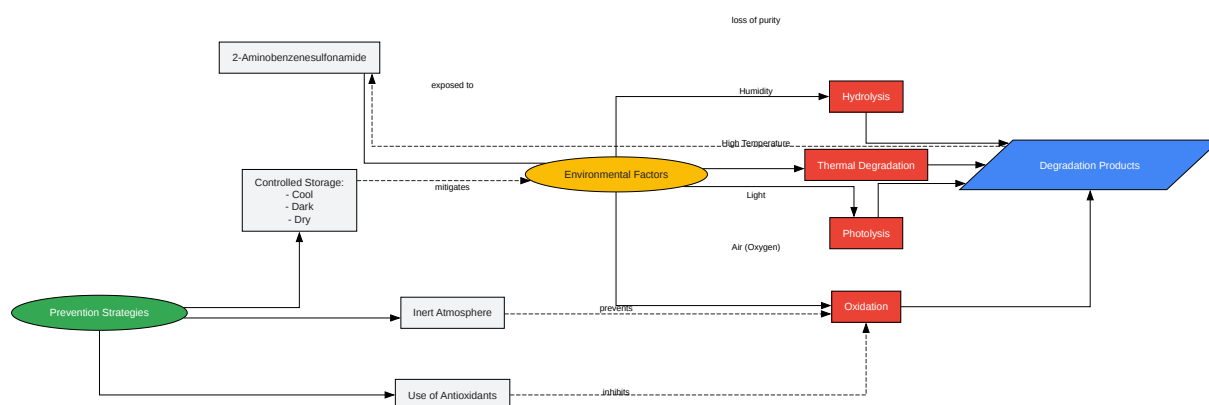 loss of purity
2-Aminobenzenesulfonamide
exposed to
Humidity
Hydrolysis
High Temperature
Thermal Degradation
Degradation Products
Controlled Storage:
- Cool
- Dark
- Dry
mitigates
Environmental Factors
Light
Photolysis
Air (Oxygen)
Prevention Strategies
Inert Atmosphere
prevents
Oxidation
Use of Antioxidants
inhibits